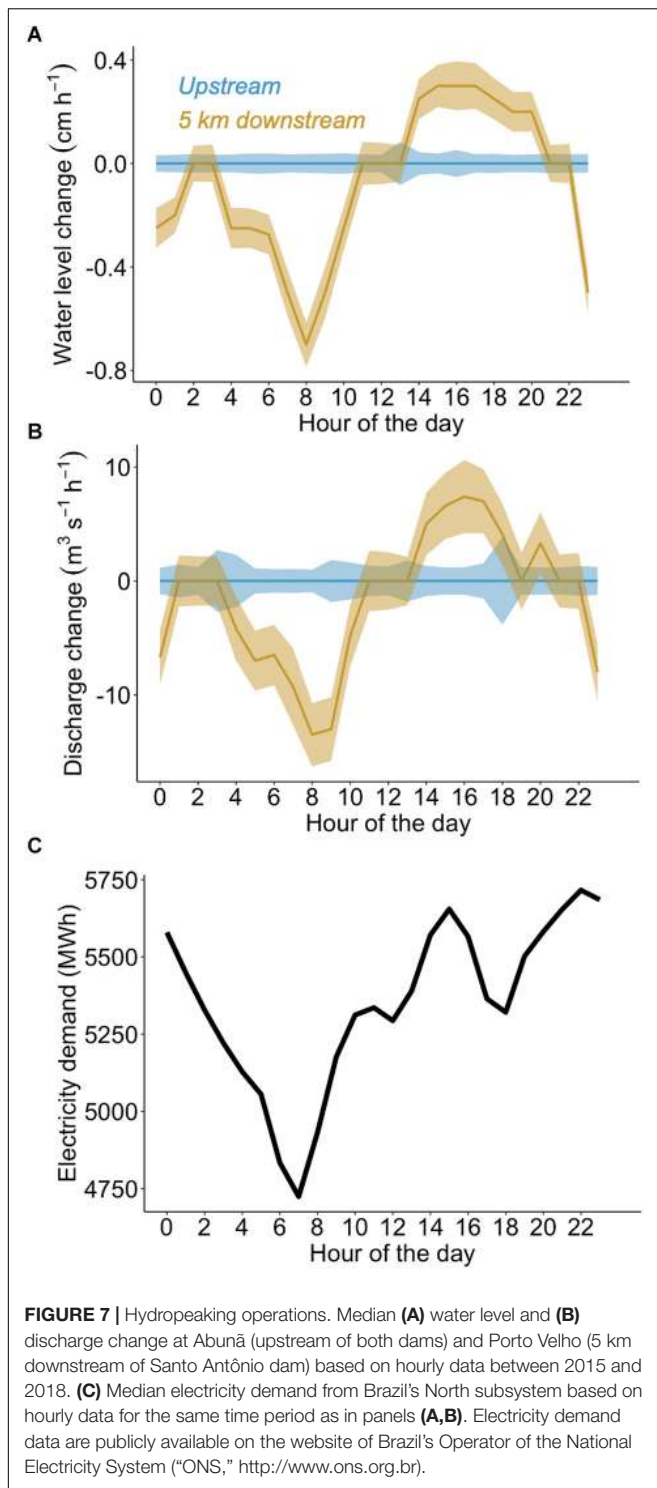 A
Water level change (cm h⁻¹)
0.4
0.0
-0.4
-0.8
Upstream
5 km downstream
0 2 4 6 8 10 12 14 16 18 20 22
Hour of the day
B
Discharge change (m³ s⁻¹ h⁻¹)
10
0
-10
0 2 4 6 8 10 12 14 16 18 20 22
Hour of the day
C
Electricity demand (MWh)
5750
5500
5250
5000
4750
0 2 4 6 8 10 12 14 16 18 20 22
Hour of the day
FIGURE 7 | Hydropeaking operations. Median (A) water level and (B)
discharge change at Abunã (upstream of both dams) and Porto Velho (5 km
downstream of Santo Antônio dam) based on hourly data between 2015 and
2018. (C) Median electricity demand from Brazil's North subsystem based on
hourly data for the same time period as in panels (A,B). Electricity demand
data are publicly available on the website of Brazil's Operator of the National
Electricity System ("ONS," http://www.ons.org.br).